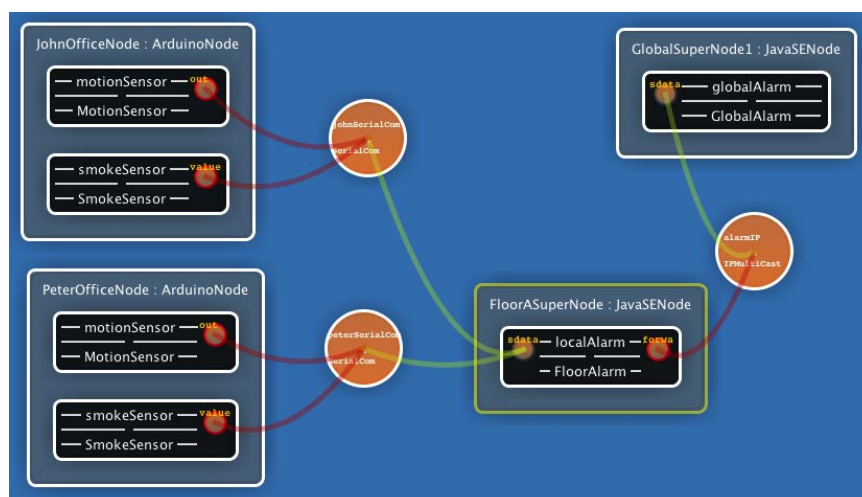 JohnOfficeNode : ArduinoNode
motionSensor
out
MotionSensor
smokeSensor
value
SmokeSensor
johnSerialCom
SerialCom
GlobalSuperNode1 : JavaSENode
sdata
globalAlarm
GlobalAlarm
alarmIP
:
IPMultiCast
PeterOfficeNode : ArduinoNode
motionSensor
out
MotionSensor
smokeSensor
value
SmokeSensor
peterSerialCom
SerialCom
FloorASuperNode : JavaSENode
sdata
localAlarm
forwa
FloorAlarm